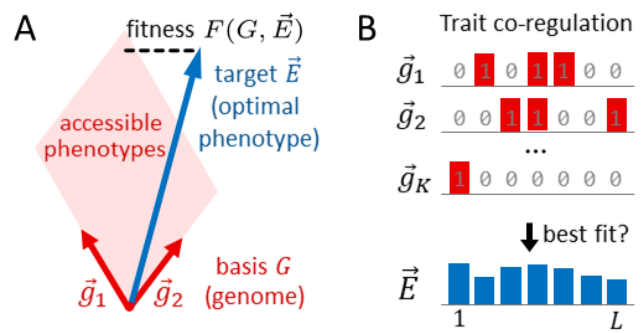 A
fitness F(G, E⃗)
target E⃗
(optimal
phenotype)
accessible
phenotypes
g⃗₁
g⃗₂
basis G
(genome)
B
Trait co-regulation
g⃗₁ 0 1 0 1 1 0 0
g⃗₂ 0 0 1 1 0 0 1
...
g⃗_K 1 0 0 0 0 0 0
best fit?
E⃗
1 L